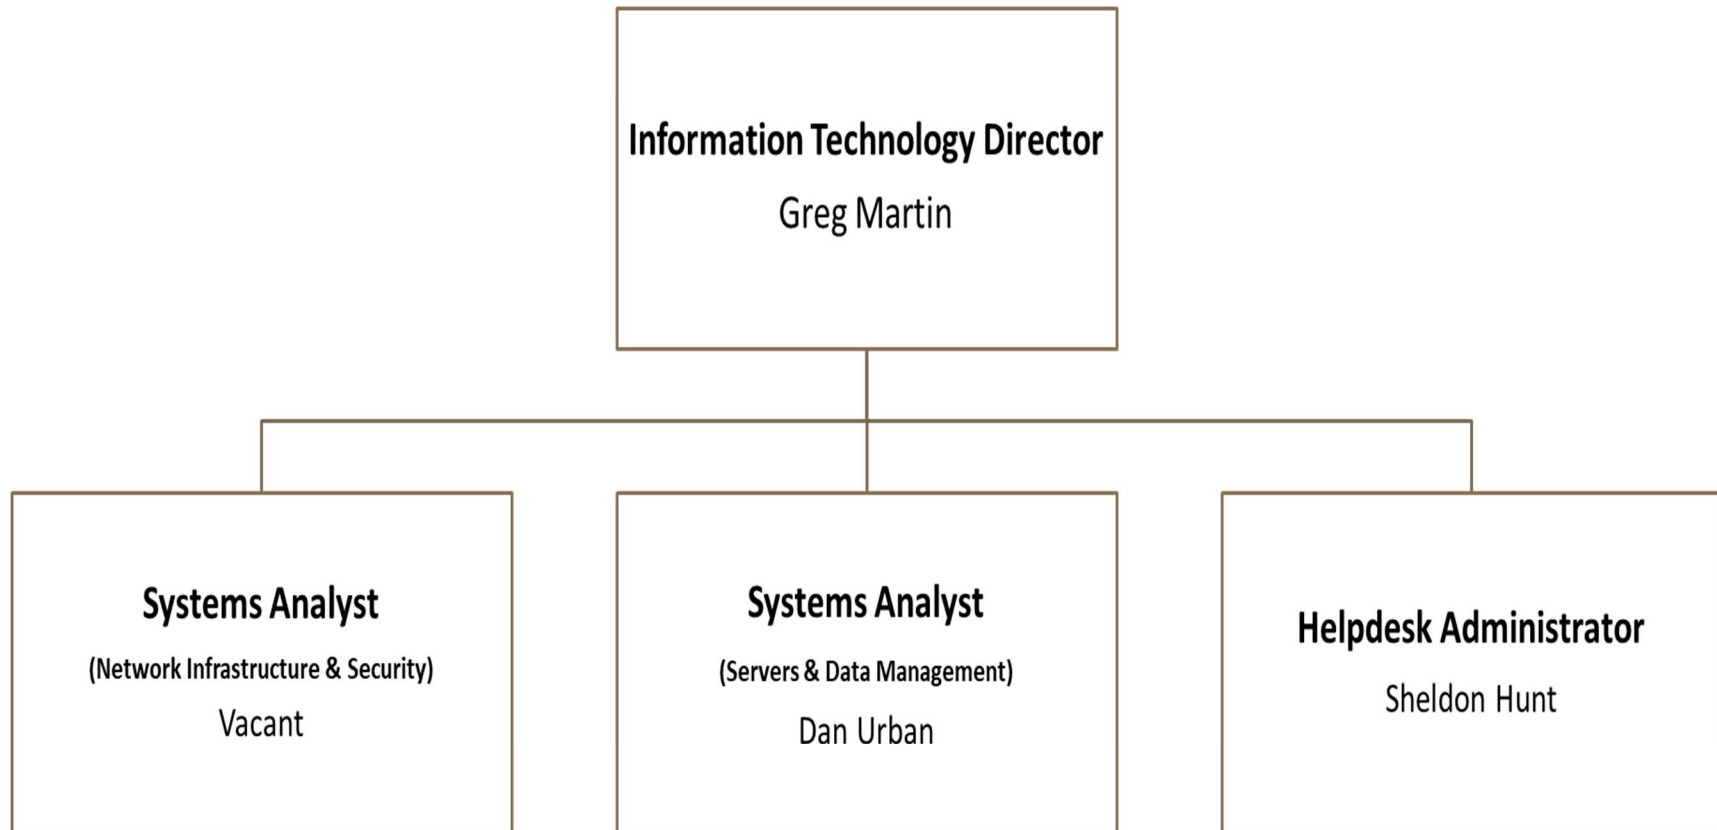 Information Technology Director
Greg Martin
Systems Analyst
(Network Infrastructure & Security)
Vacant
Systems Analyst
(Servers & Data Management)
Dan Urban
Helpdesk Administrator
Sheldon Hunt